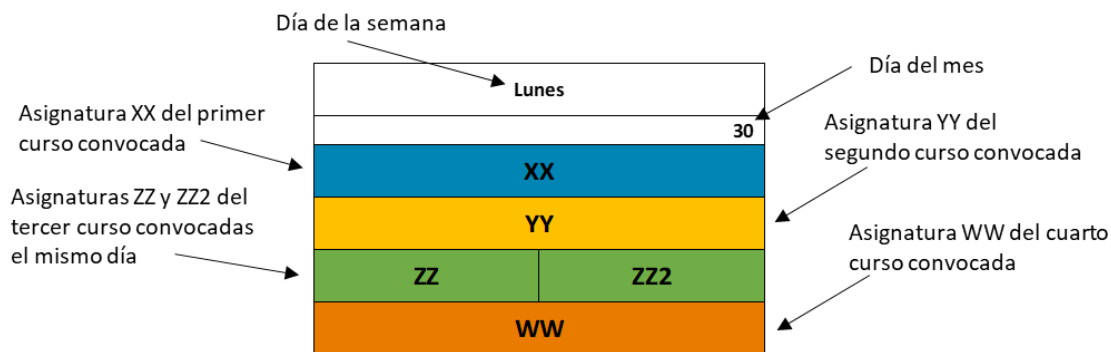 Día de la semana
Lunes
Día del mes
30
Asignatura XX del primer
curso convocada
XX
Asignatura YY del
segundo curso convocada
YY
Asignaturas ZZ y ZZ2 del
tercer curso convocadas
el mismo día
ZZ
ZZ2
Asignatura WW del cuarto
curso convocada
WW